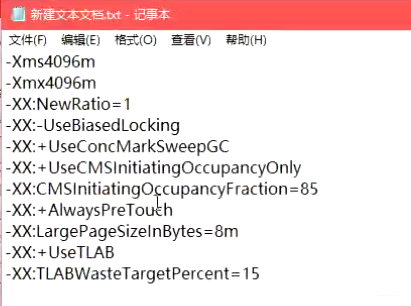 新建文本文档.txt - 记事本
文件(F) 编辑(E) 格式(O) 查看(V) 帮助(H)
-Xms4096m
-Xmx4096m
-XX:NewRatio=1
-XX:-UseBiasedLocking
-XX:+UseConcMarkSweepGC
-XX:+UseCMSInitiatingOccupancyOnly
-XX:CMSInitiatingOccupancyFraction=85
-XX:+AlwaysPreTouch
-XX:LargePageSizeInBytes=8m
-XX:+UseTLAB
-XX:TLABWasteTargetPercent=15